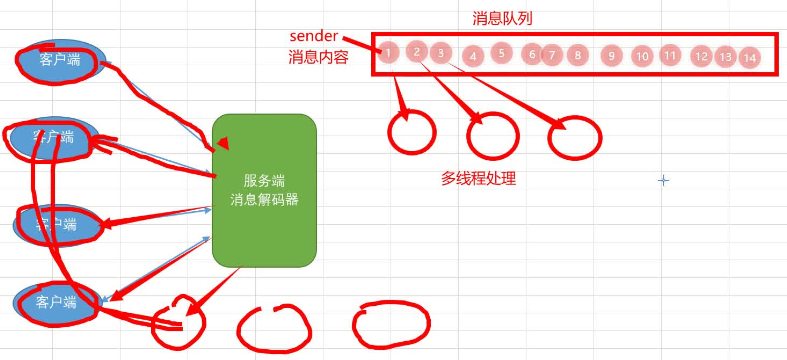 消息队列
sender
消息内容
1 2 3 4 5 6 7 8 9 10 11 12 13 14
客户端
客户端
客户端
客户端
服务端
消息解码器
多线程处理